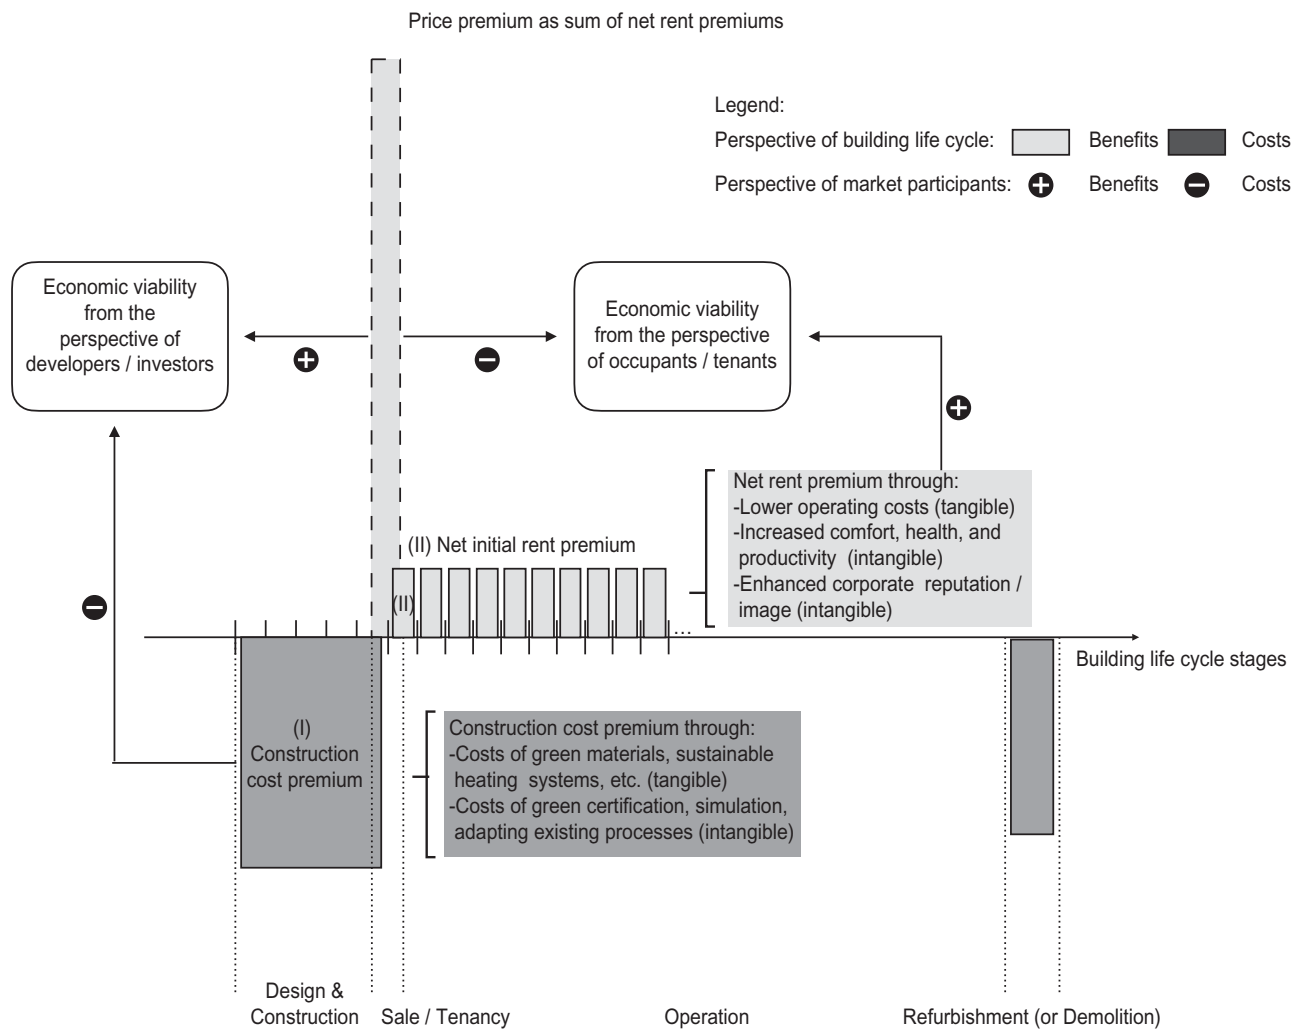 Price premium as sum of net rent premiums
Legend:
Perspective of building life cycle: Benefits Costs
Perspective of market participants: Benefits Costs
Economic viability
from the
perspective of
developers / investors
Economic viability
from the perspective
of occupants / tenants
Net rent premium through:
-Lower operating costs (tangible)
-Increased comfort, health, and
productivity (intangible)
-Enhanced corporate reputation /
image (intangible)
(II) Net initial rent premium
(II)
...
Building life cycle stages
(I)
Construction
cost premium
Construction cost premium through:
-Costs of green materials, sustainable
heating systems, etc. (tangible)
-Costs of green certification, simulation,
adapting existing processes (intangible)
Design &
Construction
Sale / Tenancy
Operation
Refurbishment (or Demolition)